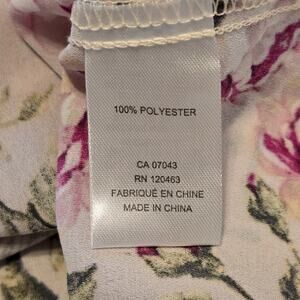 100% POLYESTER
CA 07043
RN 120463
FABRIQUÉ EN CHINE
MADE IN CHINA